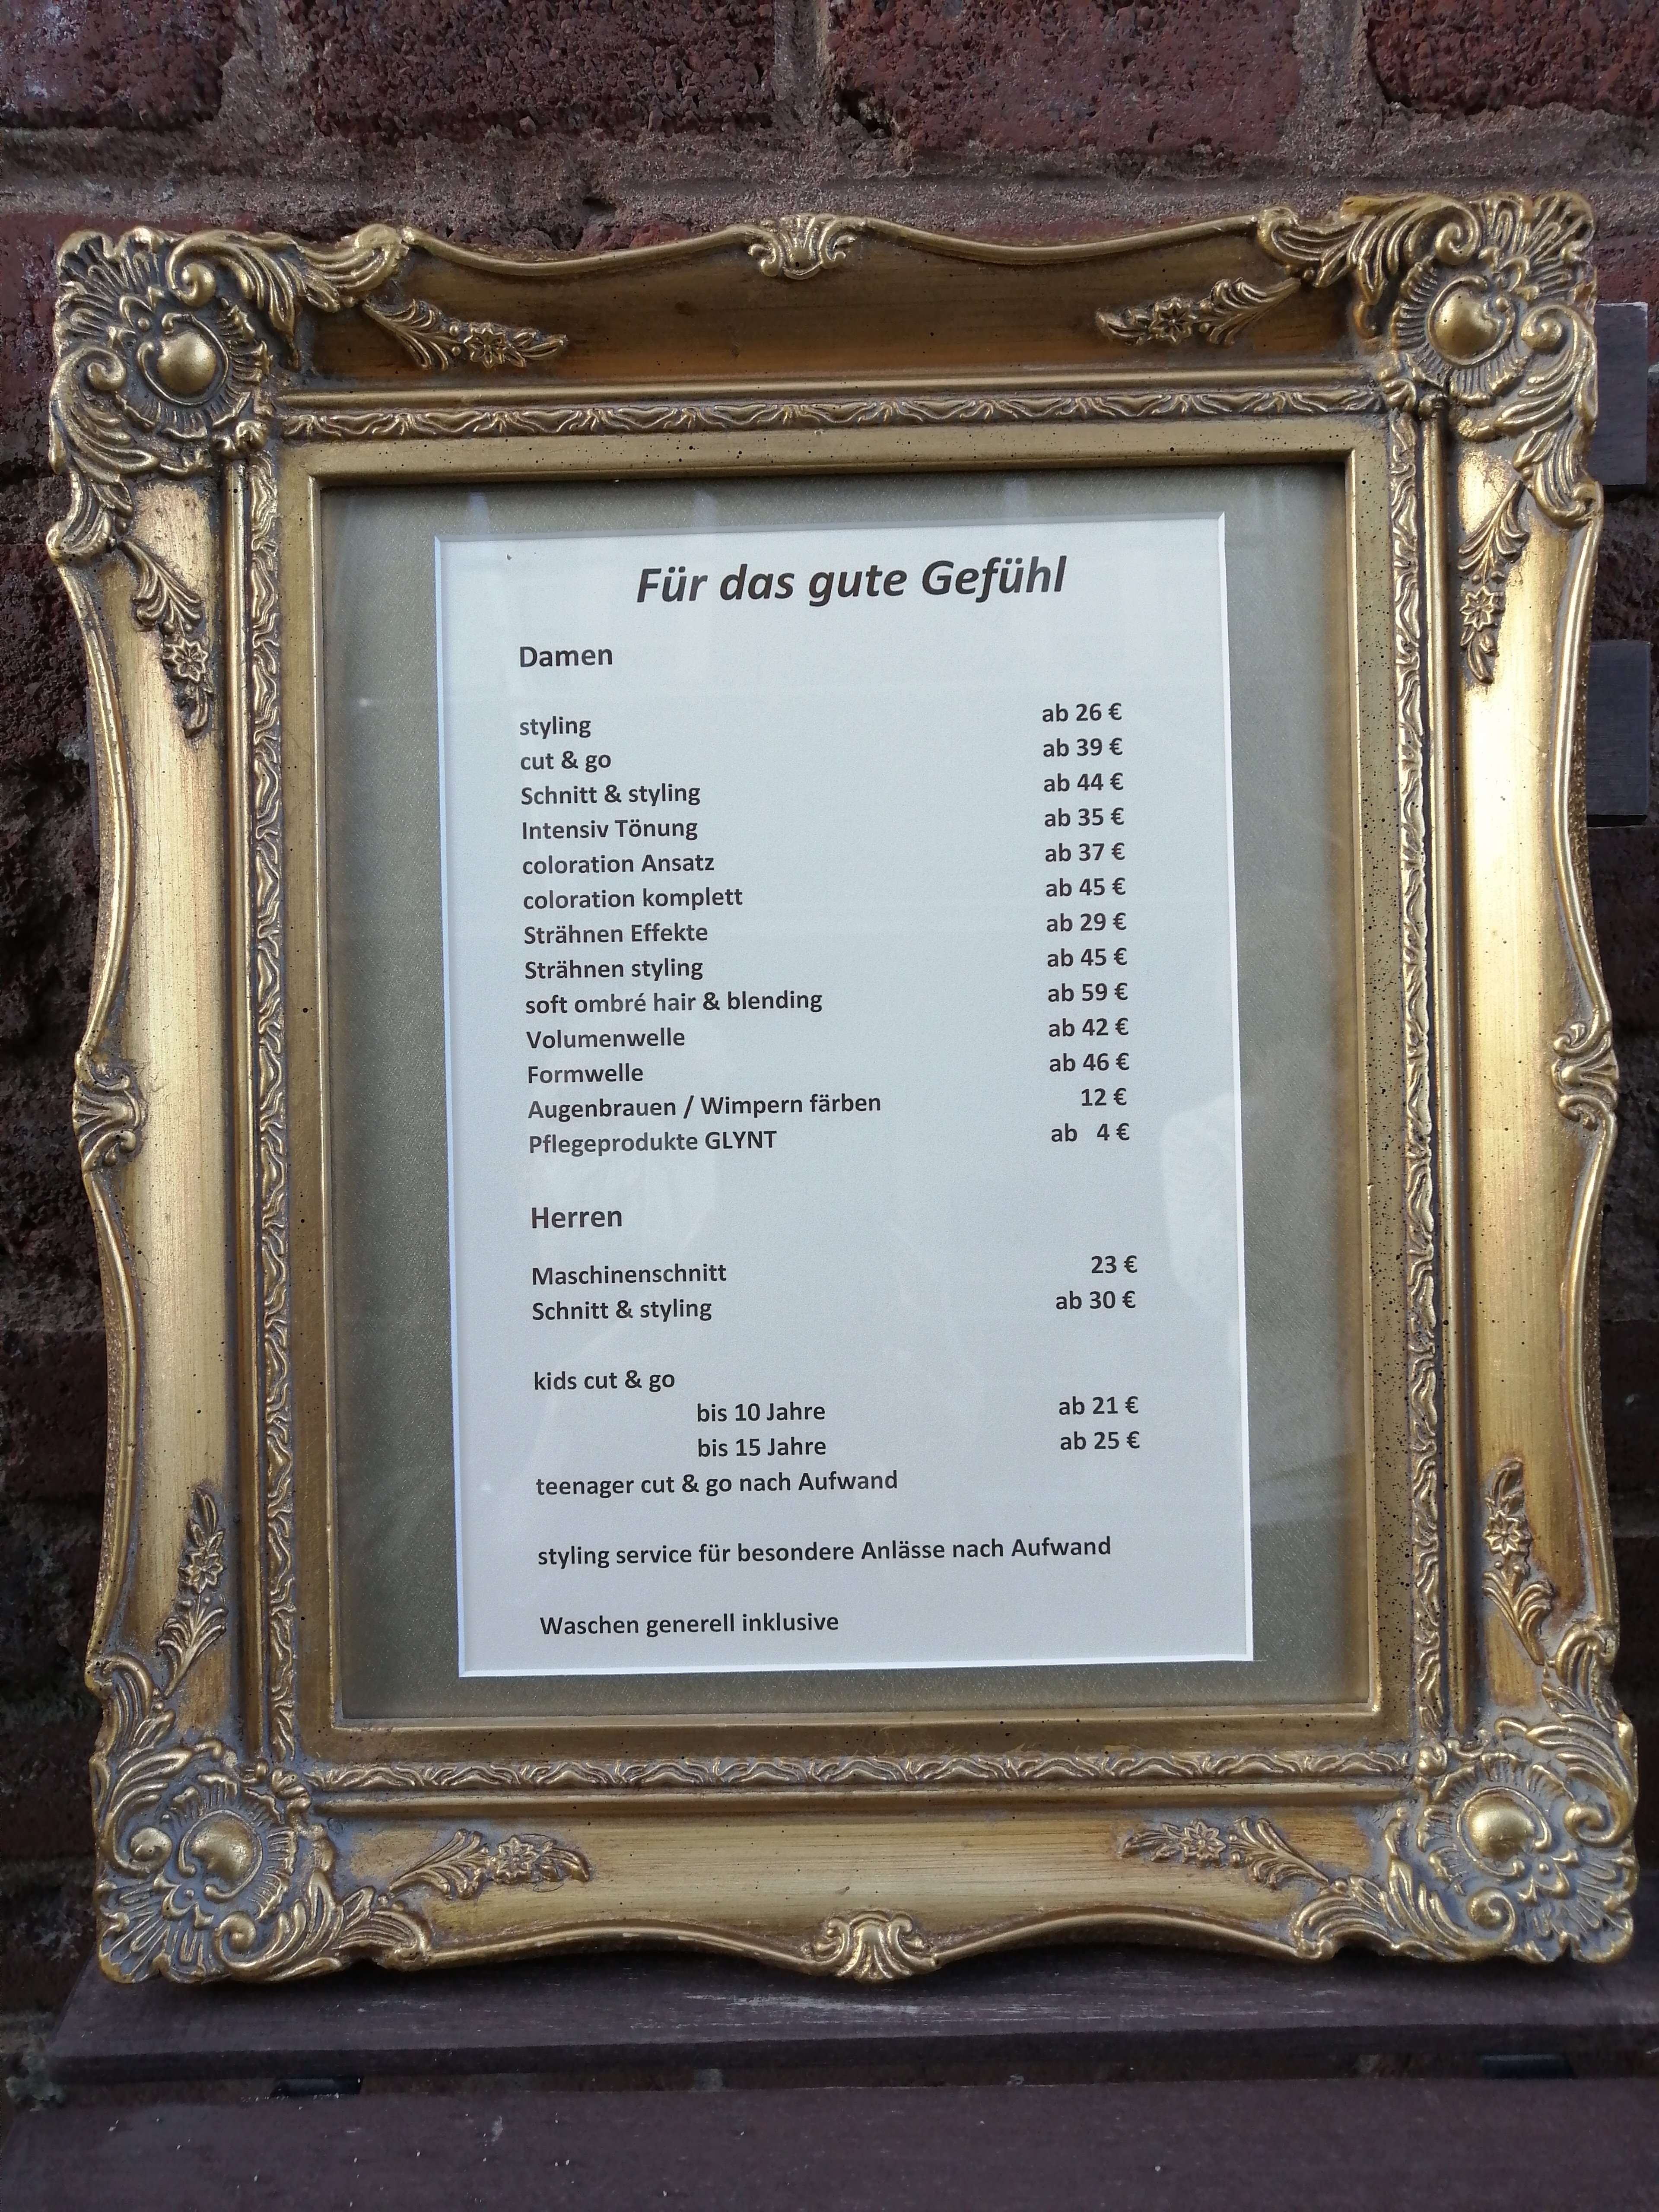 Für das gute Gefühl
Damen
styling ab 26 €
cut & go ab 39 €
Schnitt & styling ab 44 €
Intensiv Tönung ab 35 €
coloration Ansatz ab 37 €
coloration komplett ab 45 €
Strähnen Effekte ab 29 €
Strähnen styling ab 45 €
soft ombré hair & blending ab 59 €
Volumenwelle ab 42 €
Formwelle ab 46 €
Augenbrauen / Wimpern färben 12 €
Pflegeprodukte GLYNT ab 4 €
Herren
Maschinenschnitt 23 €
Schnitt & styling ab 30 €
kids cut & go
bis 10 Jahre ab 21 €
bis 15 Jahre ab 25 €
teenager cut & go nach Aufwand
styling service für besondere Anlässe nach Aufwand
Waschen generell inklusive